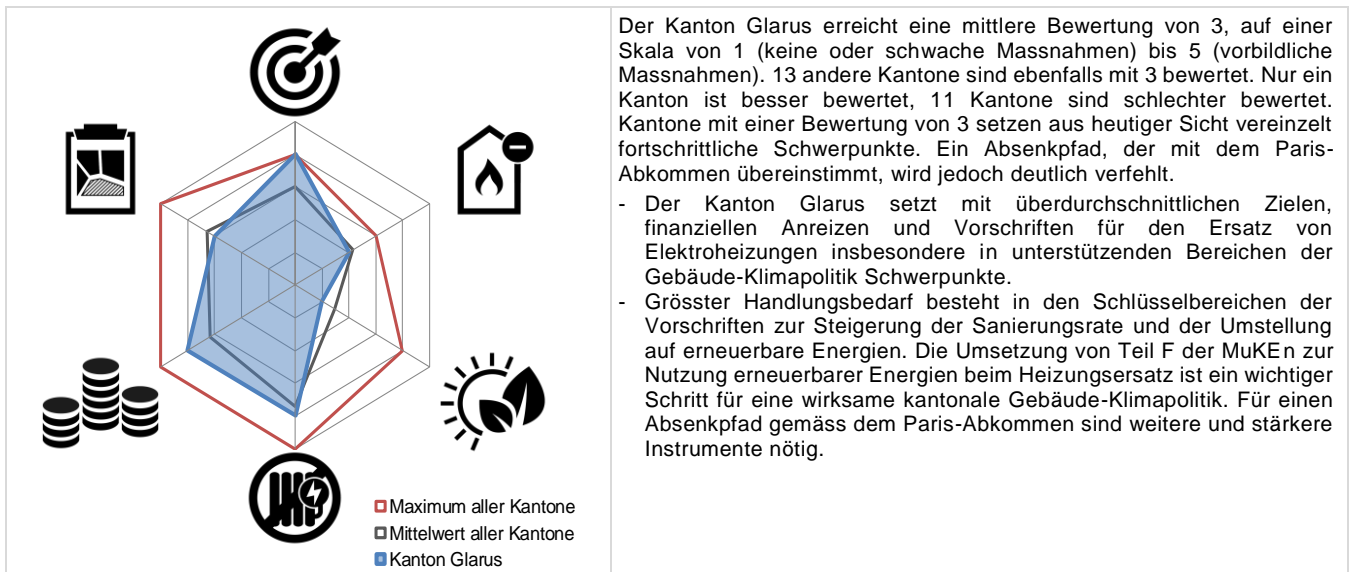 Maximum aller Kantone
Mittelwert aller Kantone
Kanton Glarus
Der Kanton Glarus erreicht eine mittlere Bewertung von 3, auf einer
Skala von 1 (keine oder schwache Massnahmen) bis 5 (vorbildliche
Massnahmen). 13 andere Kantone sind ebenfalls mit 3 bewertet. Nur ein
Kanton ist besser bewertet, 11 Kantone sind schlechter bewertet.
Kantone mit einer Bewertung von 3 setzen aus heutiger Sicht vereinzelt
fortschrittliche Schwerpunkte. Ein Absenkpfad, der mit dem Paris-
Abkommen übereinstimmt, wird jedoch deutlich verfehlt.
- Der Kanton Glarus setzt mit überdurchschnittlichen Zielen,
finanziellen Anreizen und Vorschriften für den Ersatz von
Elektroheizungen insbesondere in unterstützenden Bereichen der
Gebäude-Klimapolitik Schwerpunkte.
- Grösster Handlungsbedarf besteht in den Schlüsselbereichen der
Vorschriften zur Steigerung der Sanierungsrate und der Umstellung
auf erneuerbare Energien. Die Umsetzung von Teil F der MuKEn zur
Nutzung erneuerbarer Energien beim Heizungsersatz ist ein wichtiger
Schritt für eine wirksame kantonale Gebäude-Klimapolitik. Für einen
Absenkpfad gemäss dem Paris-Abkommen sind weitere und stärkere
Instrumente nötig.